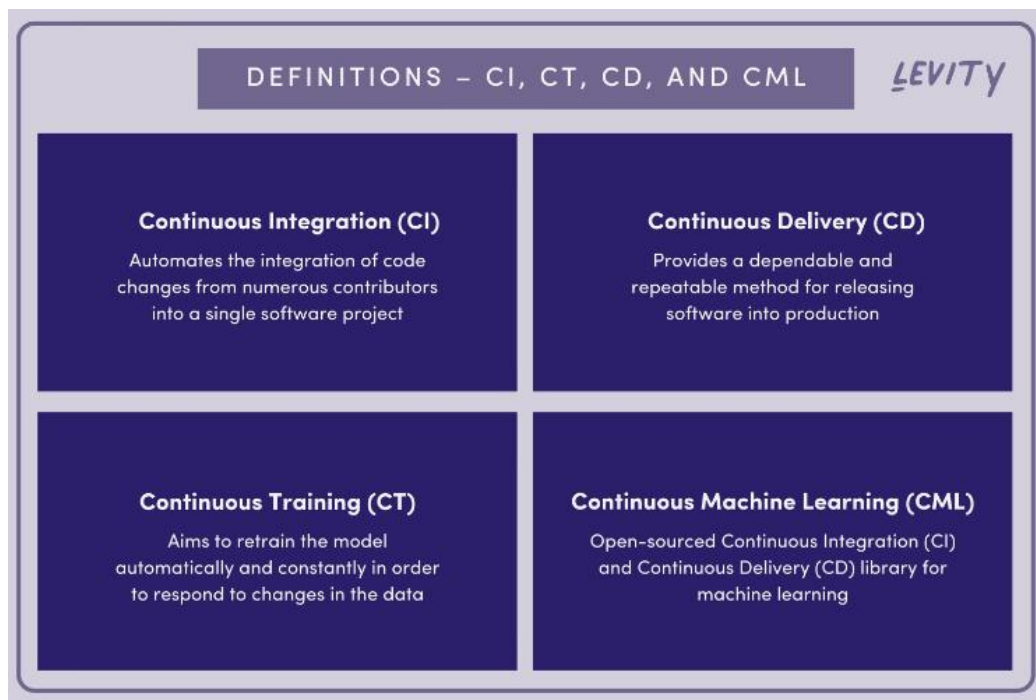 DEFINITIONS – CI, CT, CD, AND CML
LEVITY
Continuous Integration (CI)
Automates the integration of code
changes from numerous contributors
into a single software project
Continuous Delivery (CD)
Provides a dependable and
repeatable method for releasing
software into production
Continuous Training (CT)
Aims to retrain the model
automatically and constantly in order
to respond to changes in the data
Continuous Machine Learning (CML)
Open-sourced Continuous Integration (CI)
and Continuous Delivery (CD) library for
machine learning